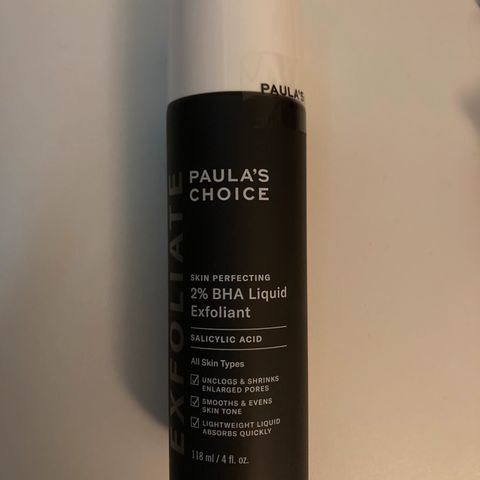 PAULA'S
EXFOLIATE
PAULA'S
CHOICE
SKIN PERFECTING
2% BHA Liquid
Exfoliant
SALICYLIC ACID
All Skin Types
UNCLOGS & SHRINKS
ENLARGED PORES
SMOOTHS & EVENS
SKIN TONE
LIGHTWEIGHT LIQUID
ABSORBS QUICKLY
118 ml / 4 fl. oz.